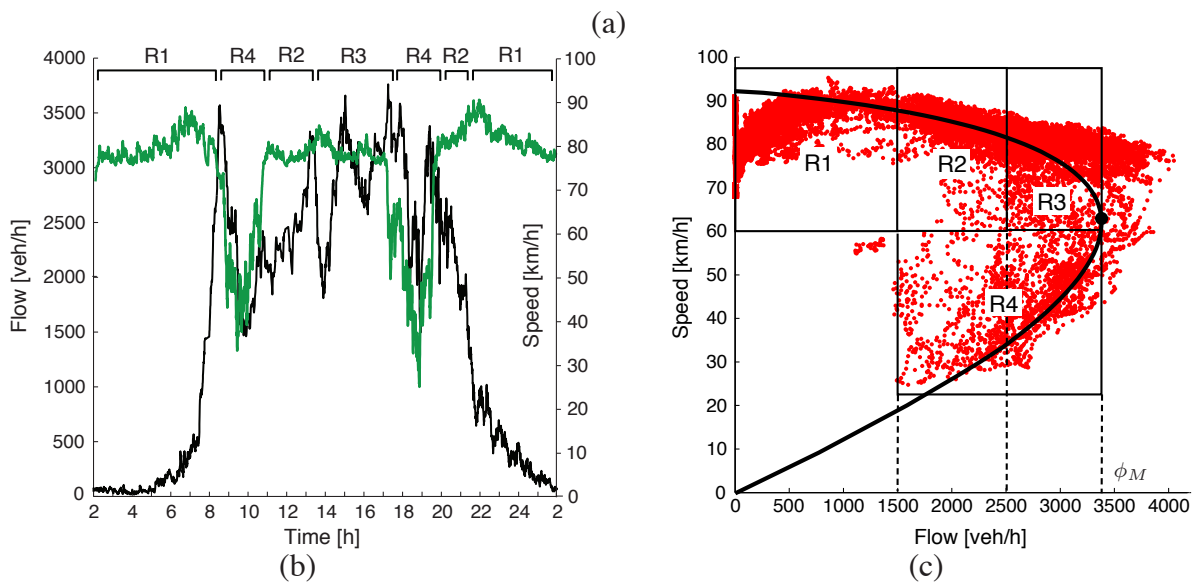 (a)
R1 R4 R2 R3 R4 R2 R1
4000
3500
3000
2500
2000
1500
1000
500
0
Flow [veh/h]
100
90
80
70
60
50
40
30
20
10
0
Speed [km/h]
2 4 6 8 10 12 14 16 18 20 22 24 26 2
Time [h]
(b)
100
90
80
70
60
50
40
30
20
10
0
Speed [km/h]
R1
R2
R3
R4
ϕM
0 500 1000 1500 2000 2500 3000 3500 4000
Flow [veh/h]
(c)